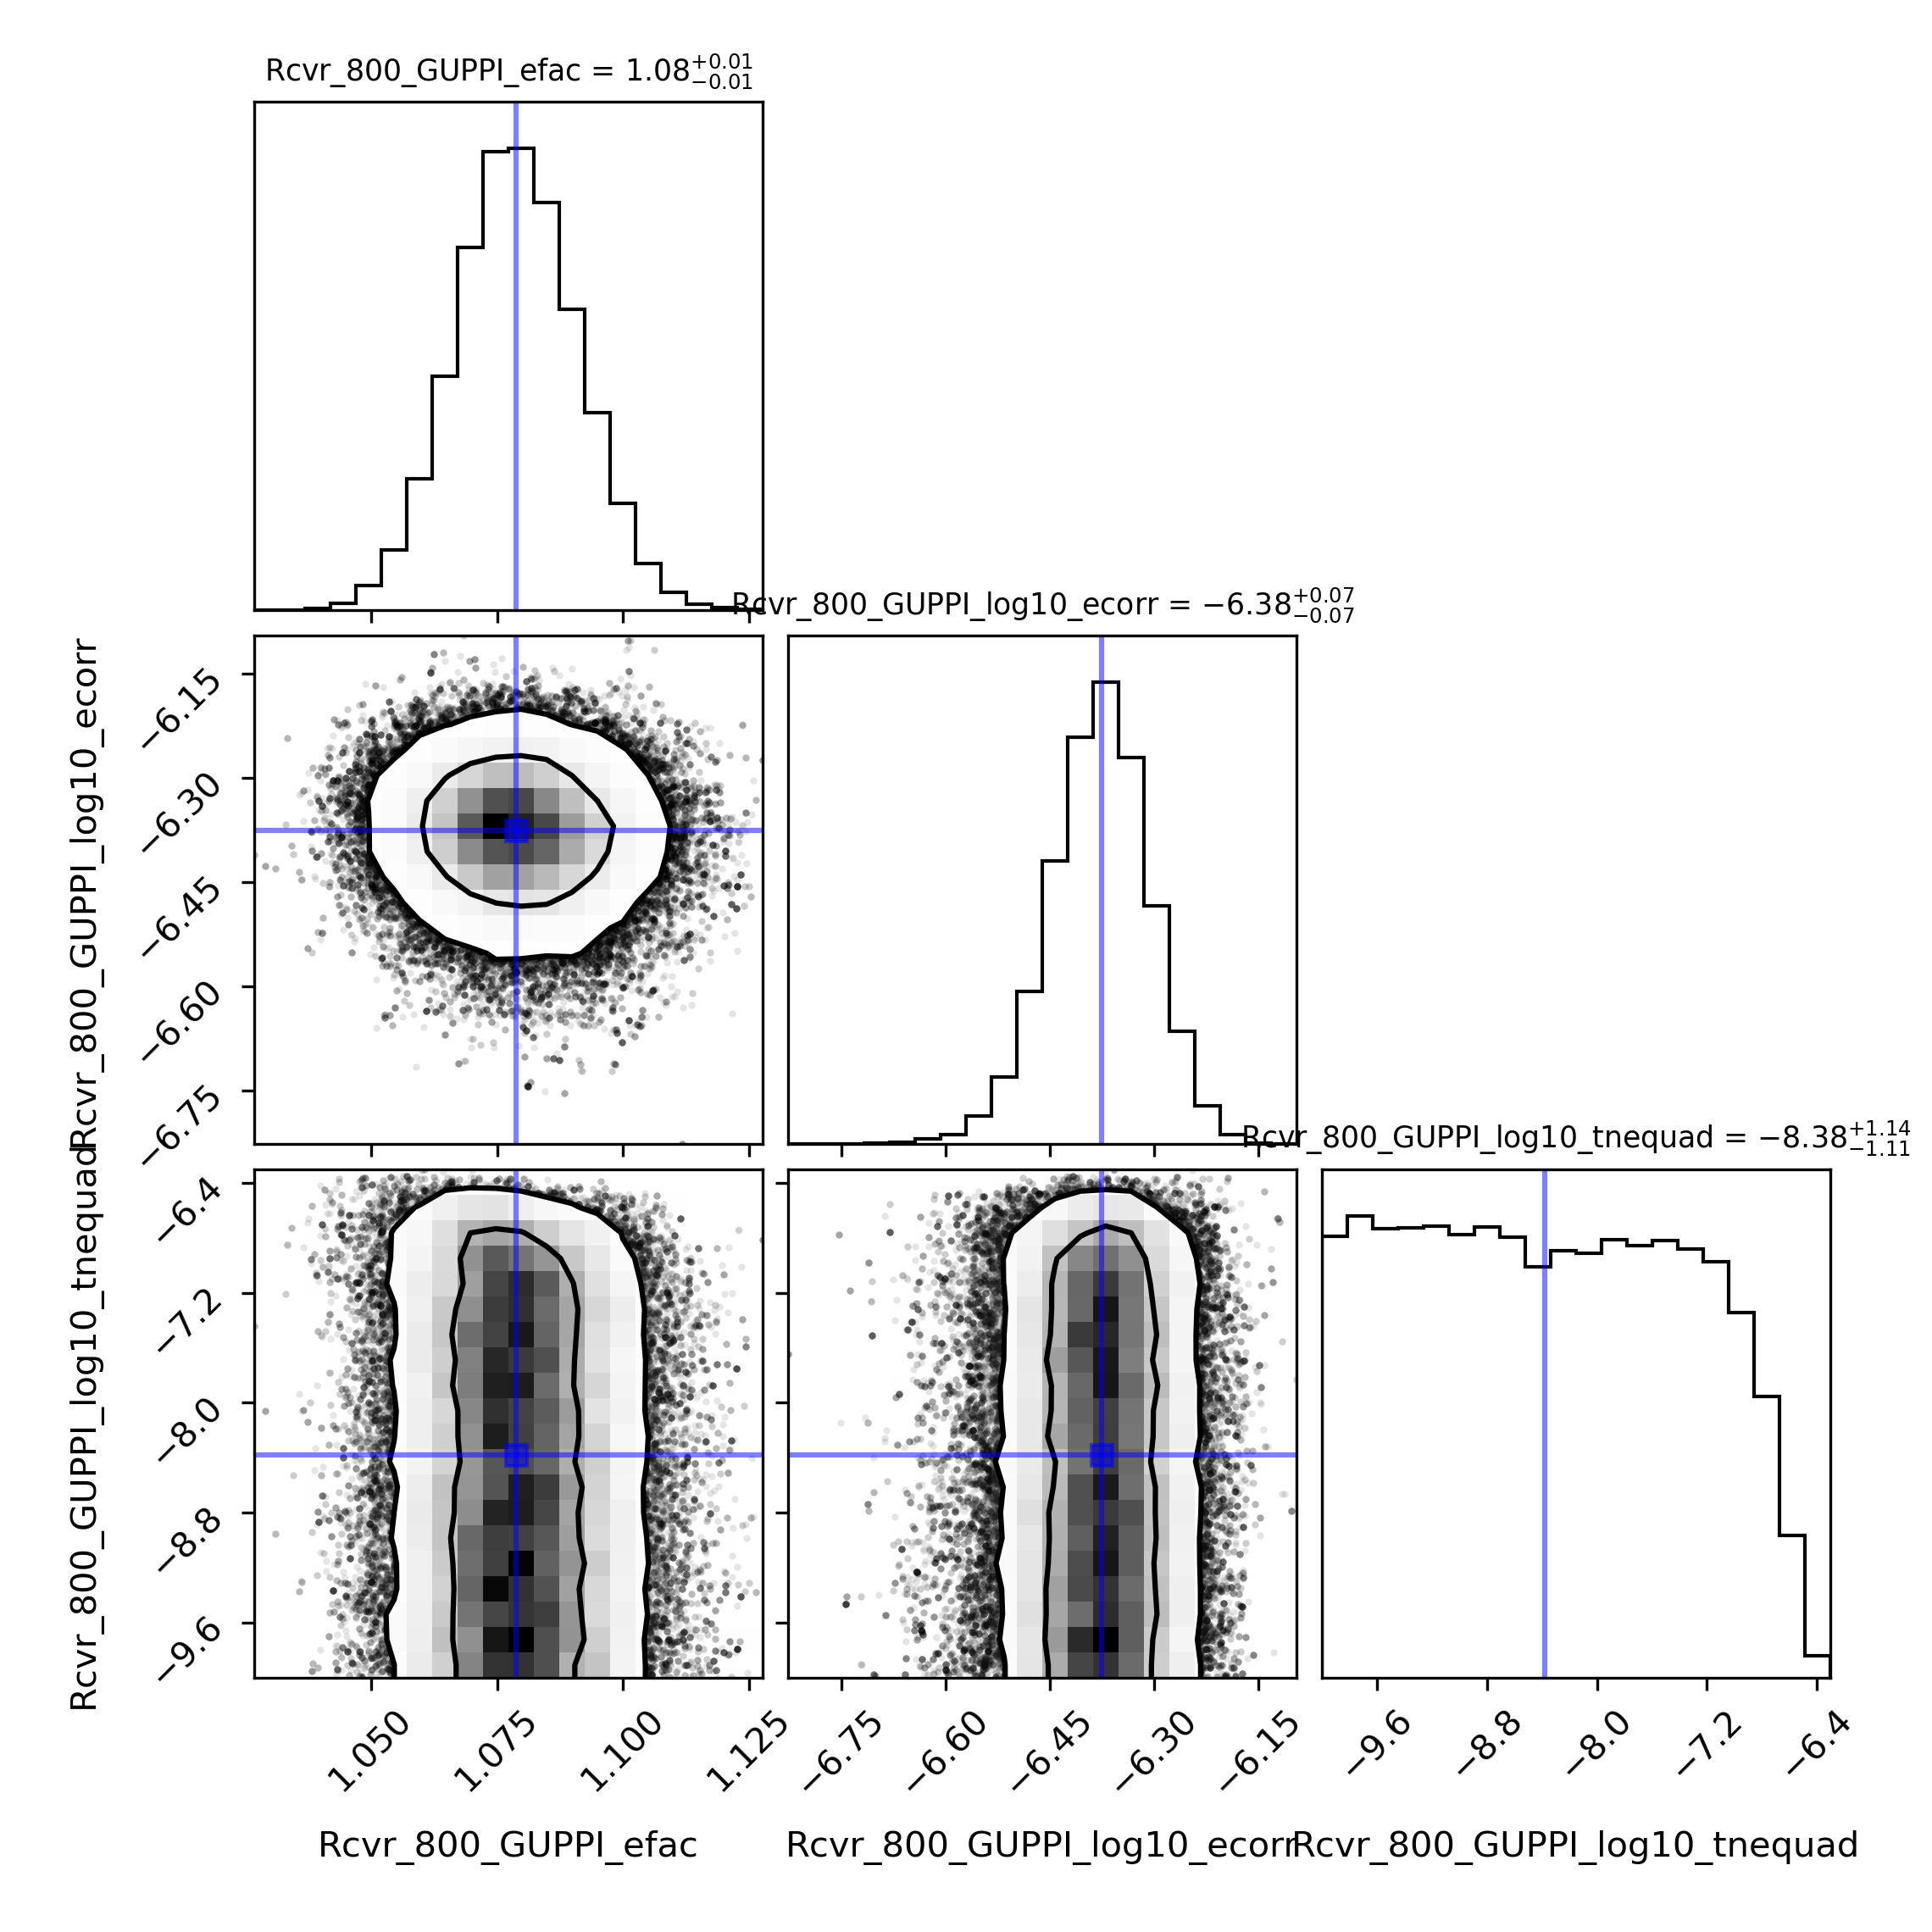 Rcvr_800_GUPPI_efac = 1.08+0.01−0.01
Rcvr_800_GUPPI_log10_ecorr = −6.38+0.07−0.07
Rcvr_800_GUPPI_log10_ecorr
−6.15
−6.30
−6.45
−6.60
−6.75
Rcvr_800_GUPPI_log10_tnequad = −8.38+1.14−1.11
Rcvr_800_GUPPI_log10_tnequad
−6.4
−7.2
−8.0
−8.8
−9.6
1.050 1.075 1.100 1.125 −6.75 −6.60 −6.45 −6.30 −6.15 −9.6 −8.8 −8.0 −7.2 −6.4
Rcvr_800_GUPPI_efac Rcvr_800_GUPPI_log10_ecorr Rcvr_800_GUPPI_log10_tnequad